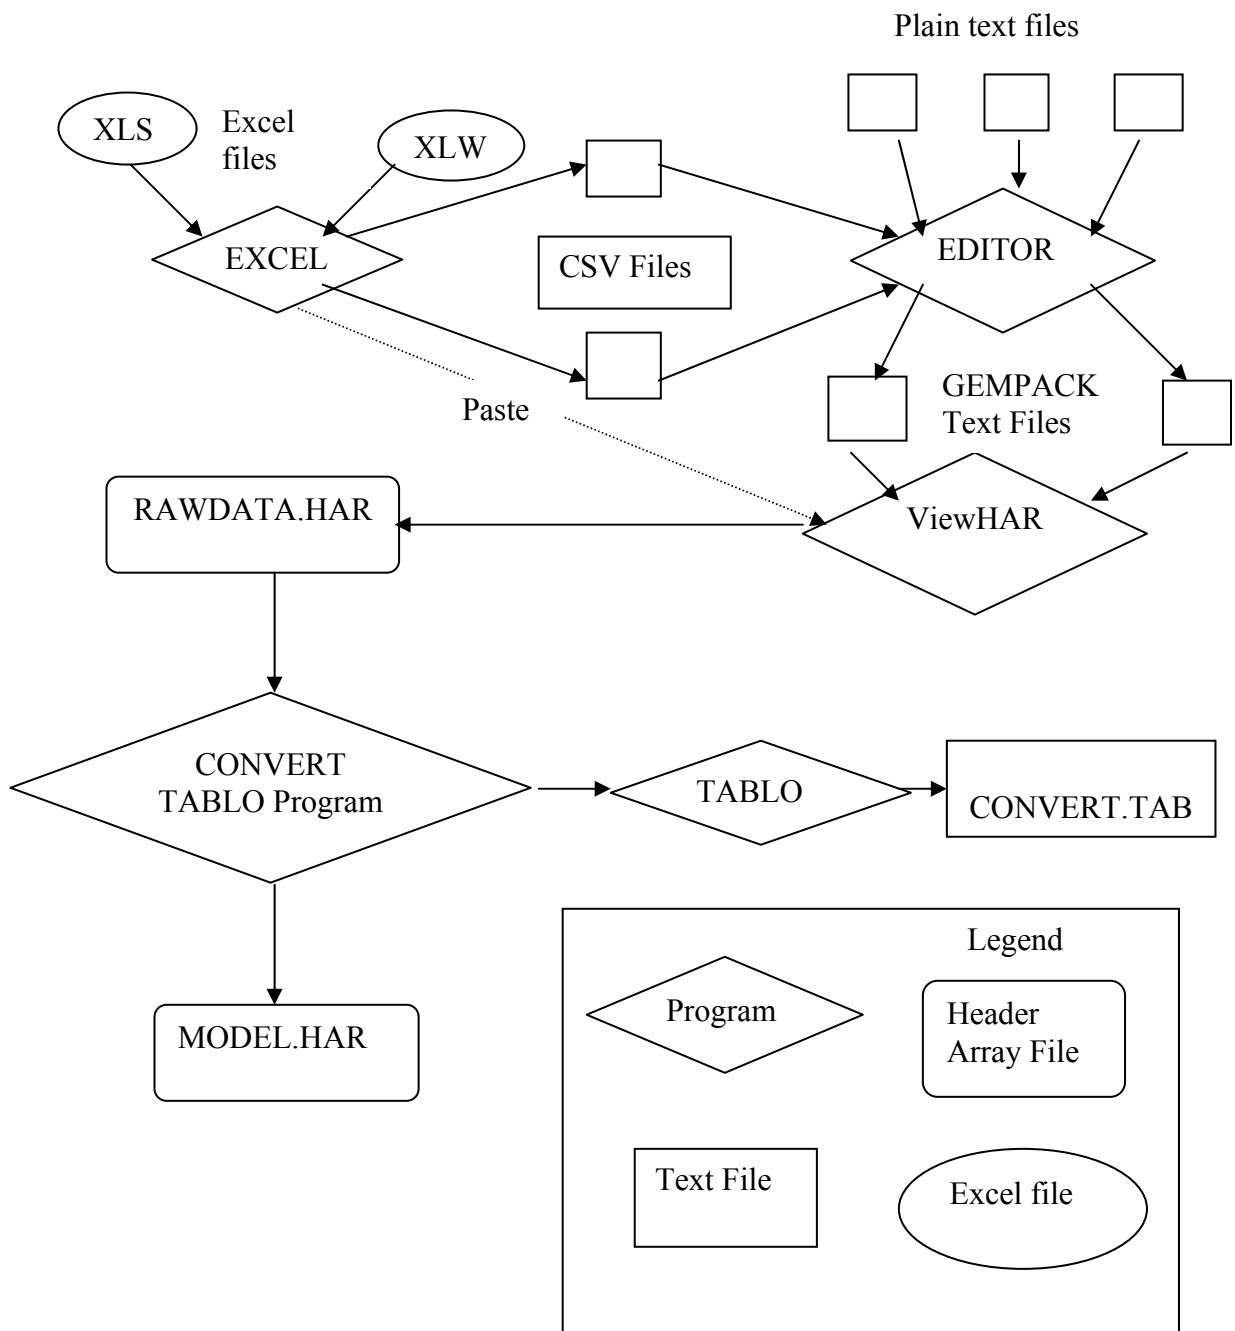 Plain text files
XLS
Excel
files
XLW
EXCEL
CSV Files
EDITOR
Paste
GEMPACK
Text Files
RAWDATA.HAR
ViewHAR
CONVERT
TABLO Program
TABLO
CONVERT.TAB
MODEL.HAR
Legend
Program
Header
Array File
Text File
Excel file